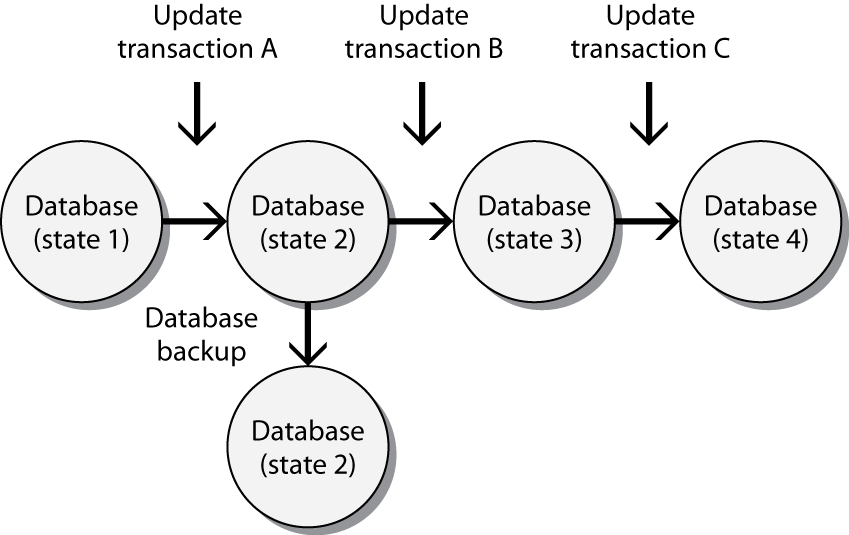 Update
transaction A
Update
transaction B
Update
transaction C
Database
(state 1)
Database
(state 2)
Database
(state 3)
Database
(state 4)
Database
backup
Database
(state 2)